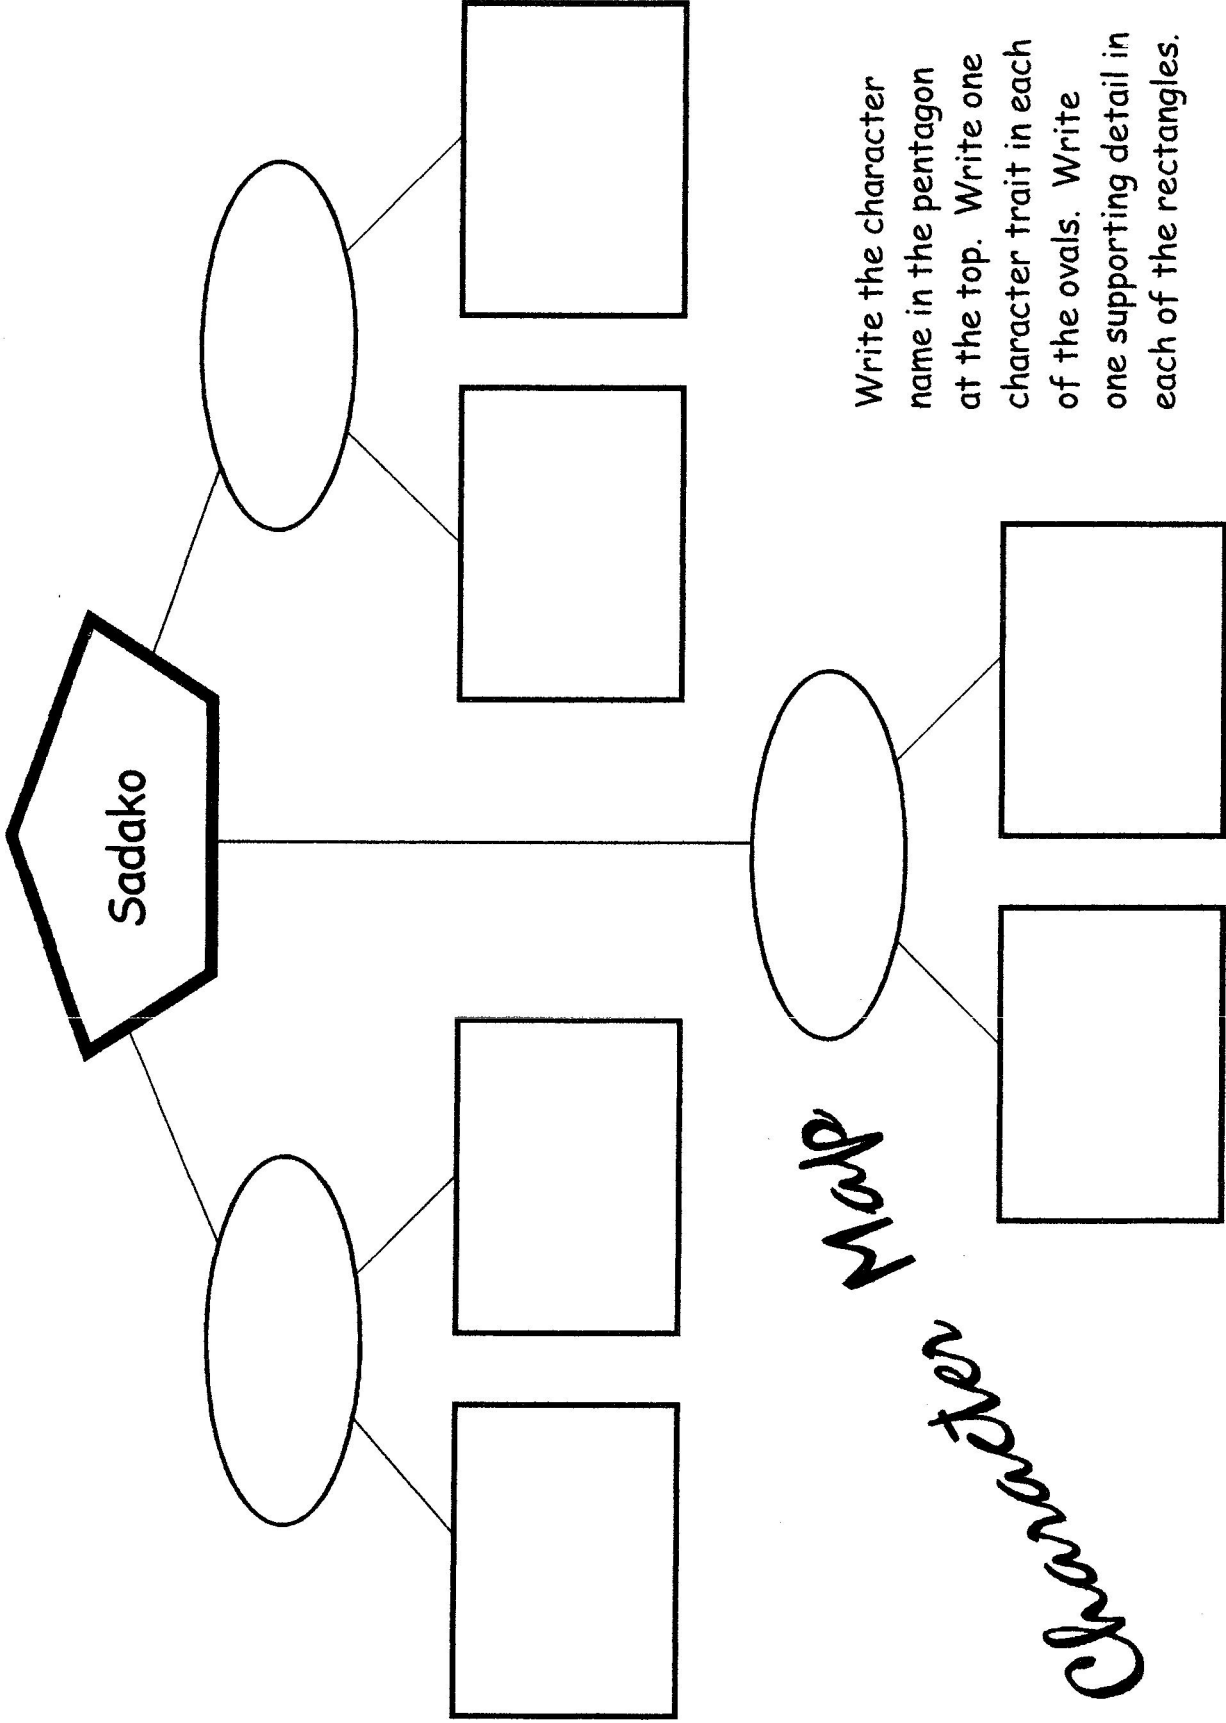 Sadako
Character Map
Write the character
name in the pentagon
at the top. Write one
character trait in each
of the ovals. Write
one supporting detail in
each of the rectangles.